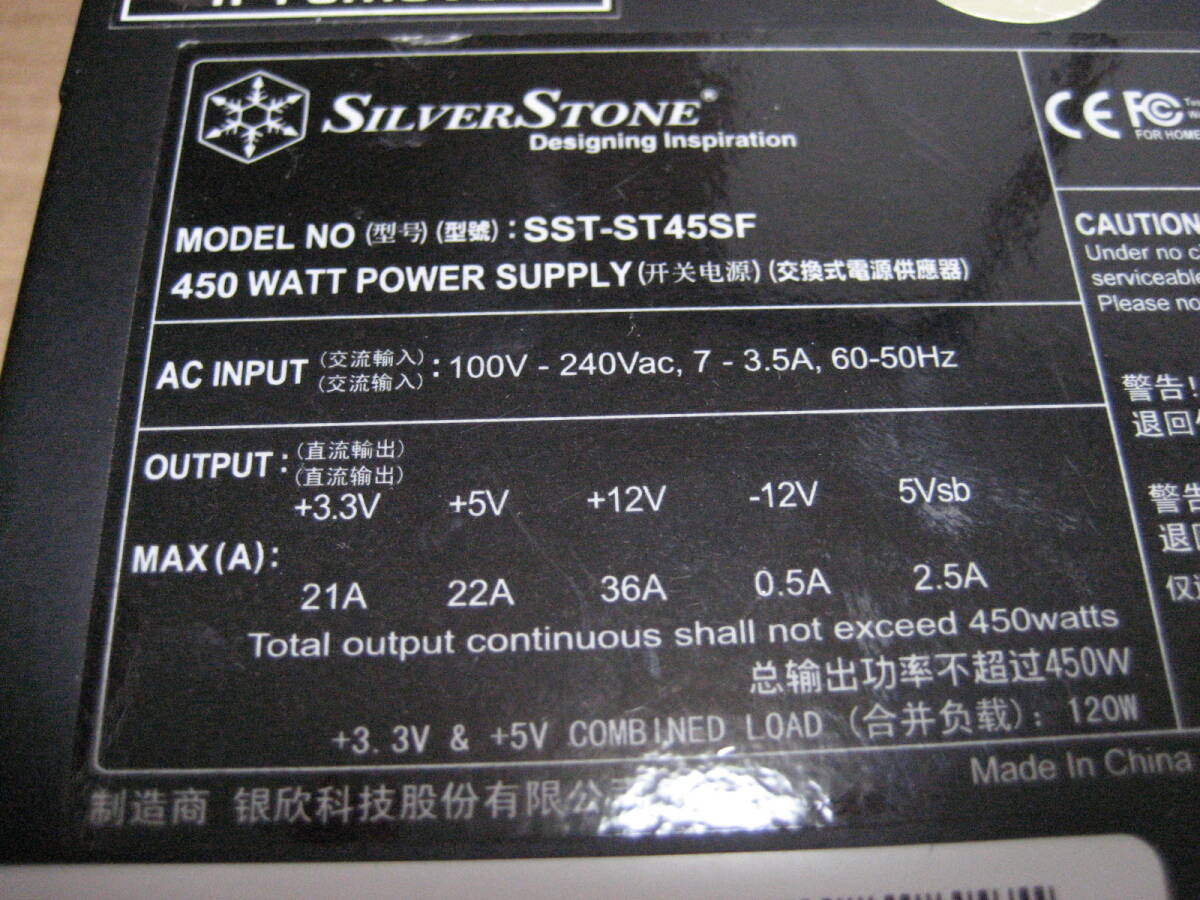 SILVERSTONE®
Designing Inspiration
CE FC
FOR HOME
MODEL NO (型号) (型號) : SST-ST45SF
450 WATT POWER SUPPLY (开关电源) (交換式電源供應器)
CAUTION
Under no
serviceable
Please no
AC INPUT (交流輸入) (交流输入) : 100V - 240Vac, 7 - 3.5A, 60-50Hz
警告!
退回
OUTPUT : (直流輸出) (直流输出)
+3.3V +5V +12V -12V 5Vsb
警告
退回
MAX(A):
21A 22A 36A 0.5A 2.5A
Total output continuous shall not exceed 450watts
总输出功率不超过450W
+3.3V & +5V COMBINED LOAD (合并负载): 120W
Made In China
制造商 银欣科技股份有限公